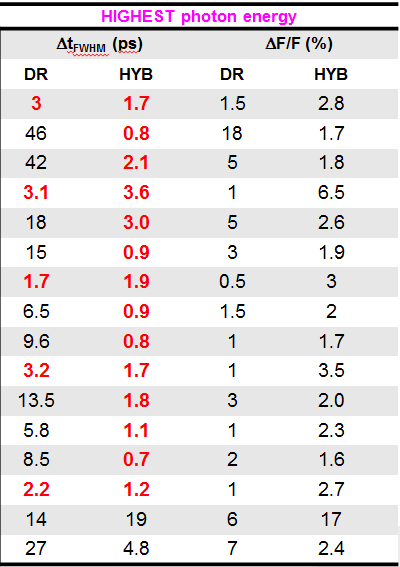 HIGHEST photon energy
ΔtFWHM (ps) ΔF/F (%)
DR HYB DR HYB
3 1.7 1.5 2.8
46 0.8 18 1.7
42 2.1 5 1.8
3.1 3.6 1 6.5
18 3.0 5 2.6
15 0.9 3 1.9
1.7 1.9 0.5 3
6.5 0.9 1.5 2
9.6 0.8 1 1.7
3.2 1.7 1 3.5
13.5 1.8 3 2.0
5.8 1.1 1 2.3
8.5 0.7 2 1.6
2.2 1.2 1 2.7
14 19 6 17
27 4.8 7 2.4